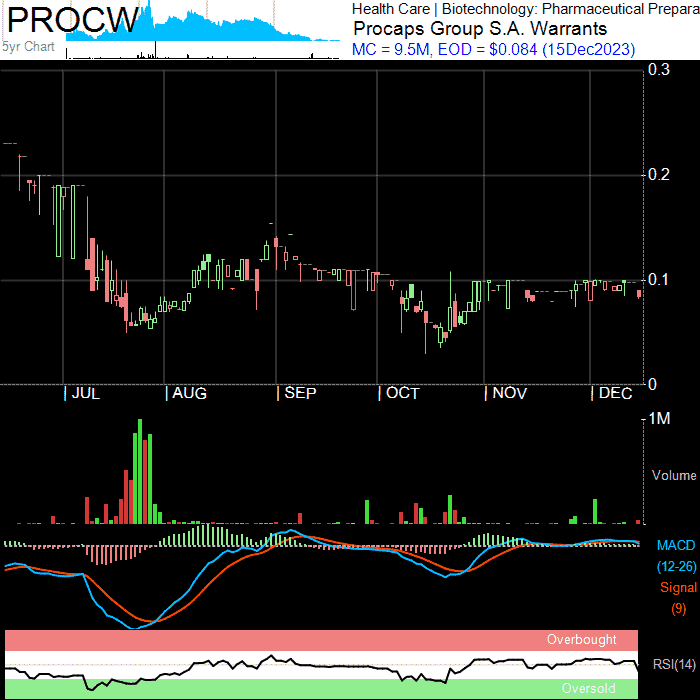 PROCW
5yr Chart
Health Care | Biotechnology: Pharmaceutical Prepara
Procaps Group S.A. Warrants
MC = 9.5M, EOD = $0.084 (15Dec2023)
0.3
0.2
0.1
0
| JUL | AUG | SEP | OCT | NOV | DEC
1M
Volume
MACD
(12-26)
Signal
(9)
Overbought
RSI(14)
Oversold